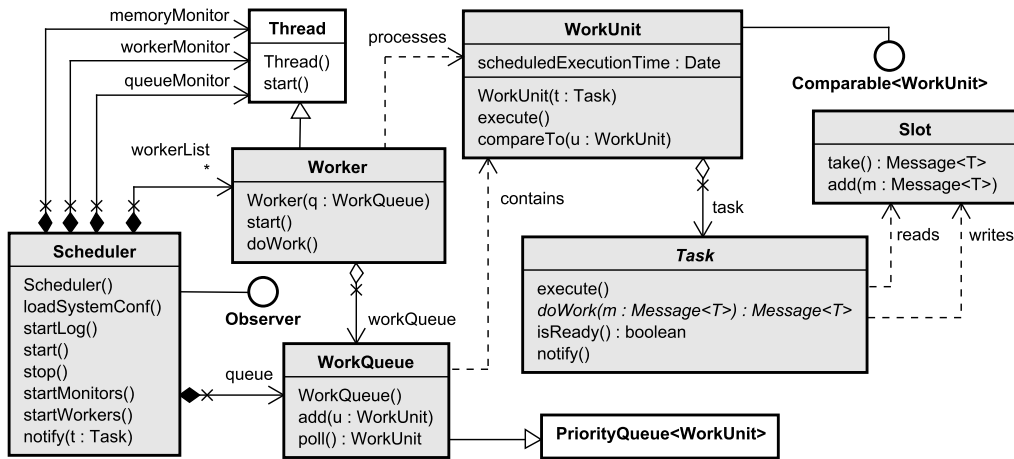 memoryMonitor
workerMonitor
queueMonitor
Thread
Thread()
start()
processes
WorkUnit
scheduledExecutionTime : Date
WorkUnit(t : Task)
execute()
compareTo(u : WorkUnit)
Comparable<WorkUnit>
Slot
take() : Message<T>
add(m : Message<T>)
workerList
*
Worker
Worker(q : WorkQueue)
start()
doWork()
contains
task
reads
writes
Scheduler
Scheduler()
loadSystemConf()
startLog()
start()
stop()
startMonitors()
startWorkers()
notify(t : Task)
Observer
workQueue
Task
execute()
doWork(m : Message<T>) : Message<T>
isReady() : boolean
notify()
queue
WorkQueue
WorkQueue()
add(u : WorkUnit)
poll() : WorkUnit
PriorityQueue<WorkUnit>